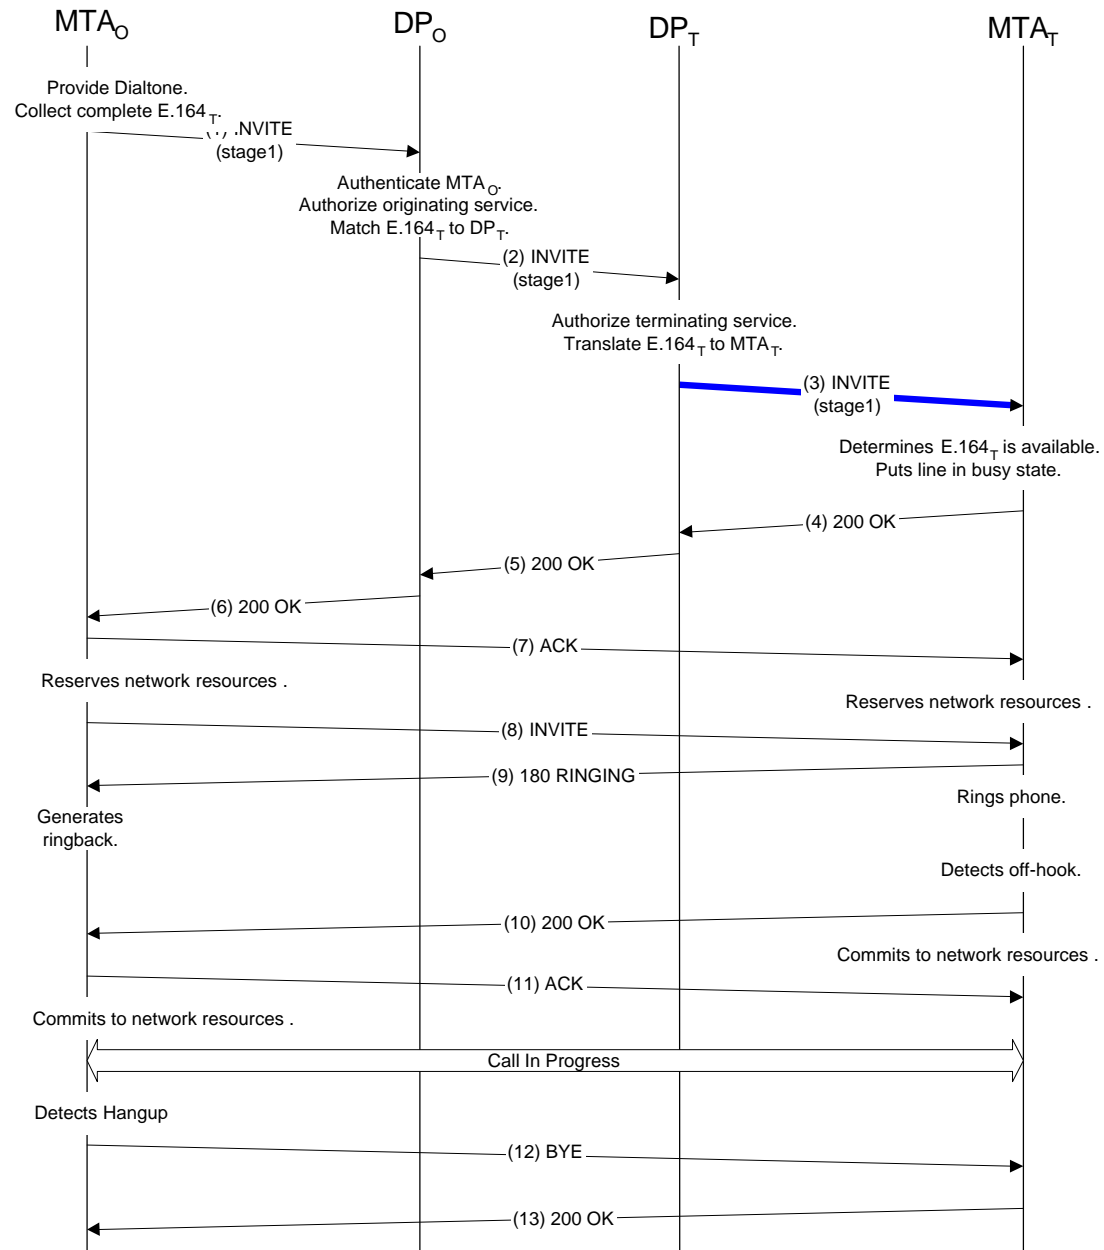 MTAO DPO DPT MTAT
Provide Dialtone.
Collect complete E.164T.
(1) INVITE
(stage1)
Authenticate MTAO.
Authorize originating service.
Match E.164T to DPT.
(2) INVITE
(stage1)
Authorize terminating service.
Translate E.164T to MTAT.
(3) INVITE
(stage1)
Determines E.164T is available.
Puts line in busy state.
(4) 200 OK
(5) 200 OK
(6) 200 OK
(7) ACK
Reserves network resources .
Reserves network resources .
(8) INVITE
(9) 180 RINGING
Rings phone.
Generates
ringback.
Detects off-hook.
(10) 200 OK
Commits to network resources .
(11) ACK
Commits to network resources .
Call In Progress
Detects Hangup
(12) BYE
(13) 200 OK